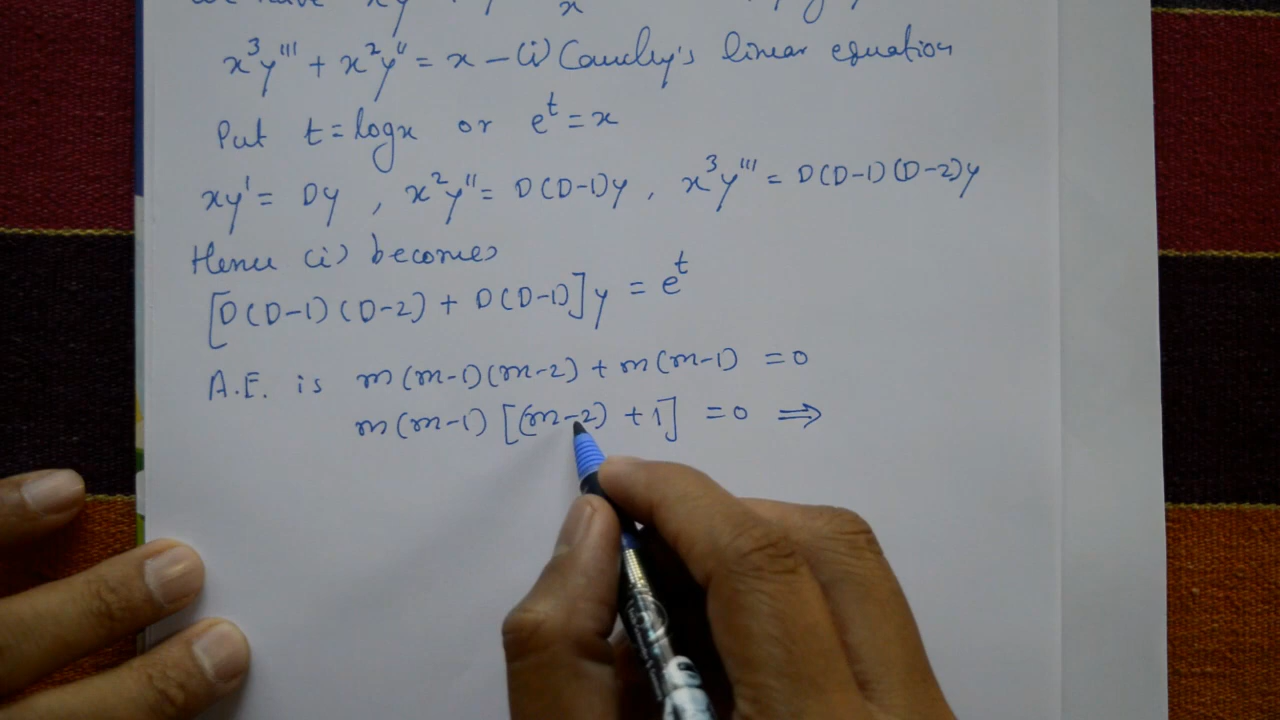 x
x³y''' + x²y'' = x – (i) Cauchy's linear equation
Put t = logx or eᵗ = x
xy' = Dy , x²y'' = D(D-1)y , x³y''' = D(D-1)(D-2)y
Hence (i) becomes
[D(D-1)(D-2) + D(D-1)]y = eᵗ
A.E. is m(m-1)(m-2) + m(m-1) = 0
m(m-1) [(m-2) + 1] = 0 ⇒